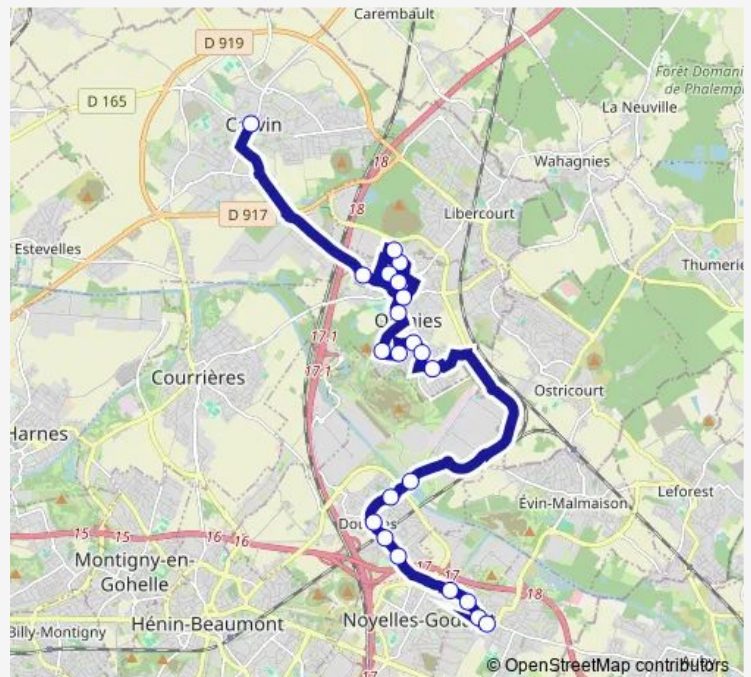 Carembault
D 919
Forêt Domani
de Phalemp
D 165
La Neuville
18
Wahagnies
18
D 917
Libercourt
Estevelles
Thumerie
17.1
17.1
Courrières
Ostricourt
Harnes
Leforest
Évin-Malmaison
15
15
16
16
Montigny-en-
Gohelle
17
17
18
Hénin-Beaumont
Noyelles-God
Billy-Montigny
17
© OpenStreetMap contributors